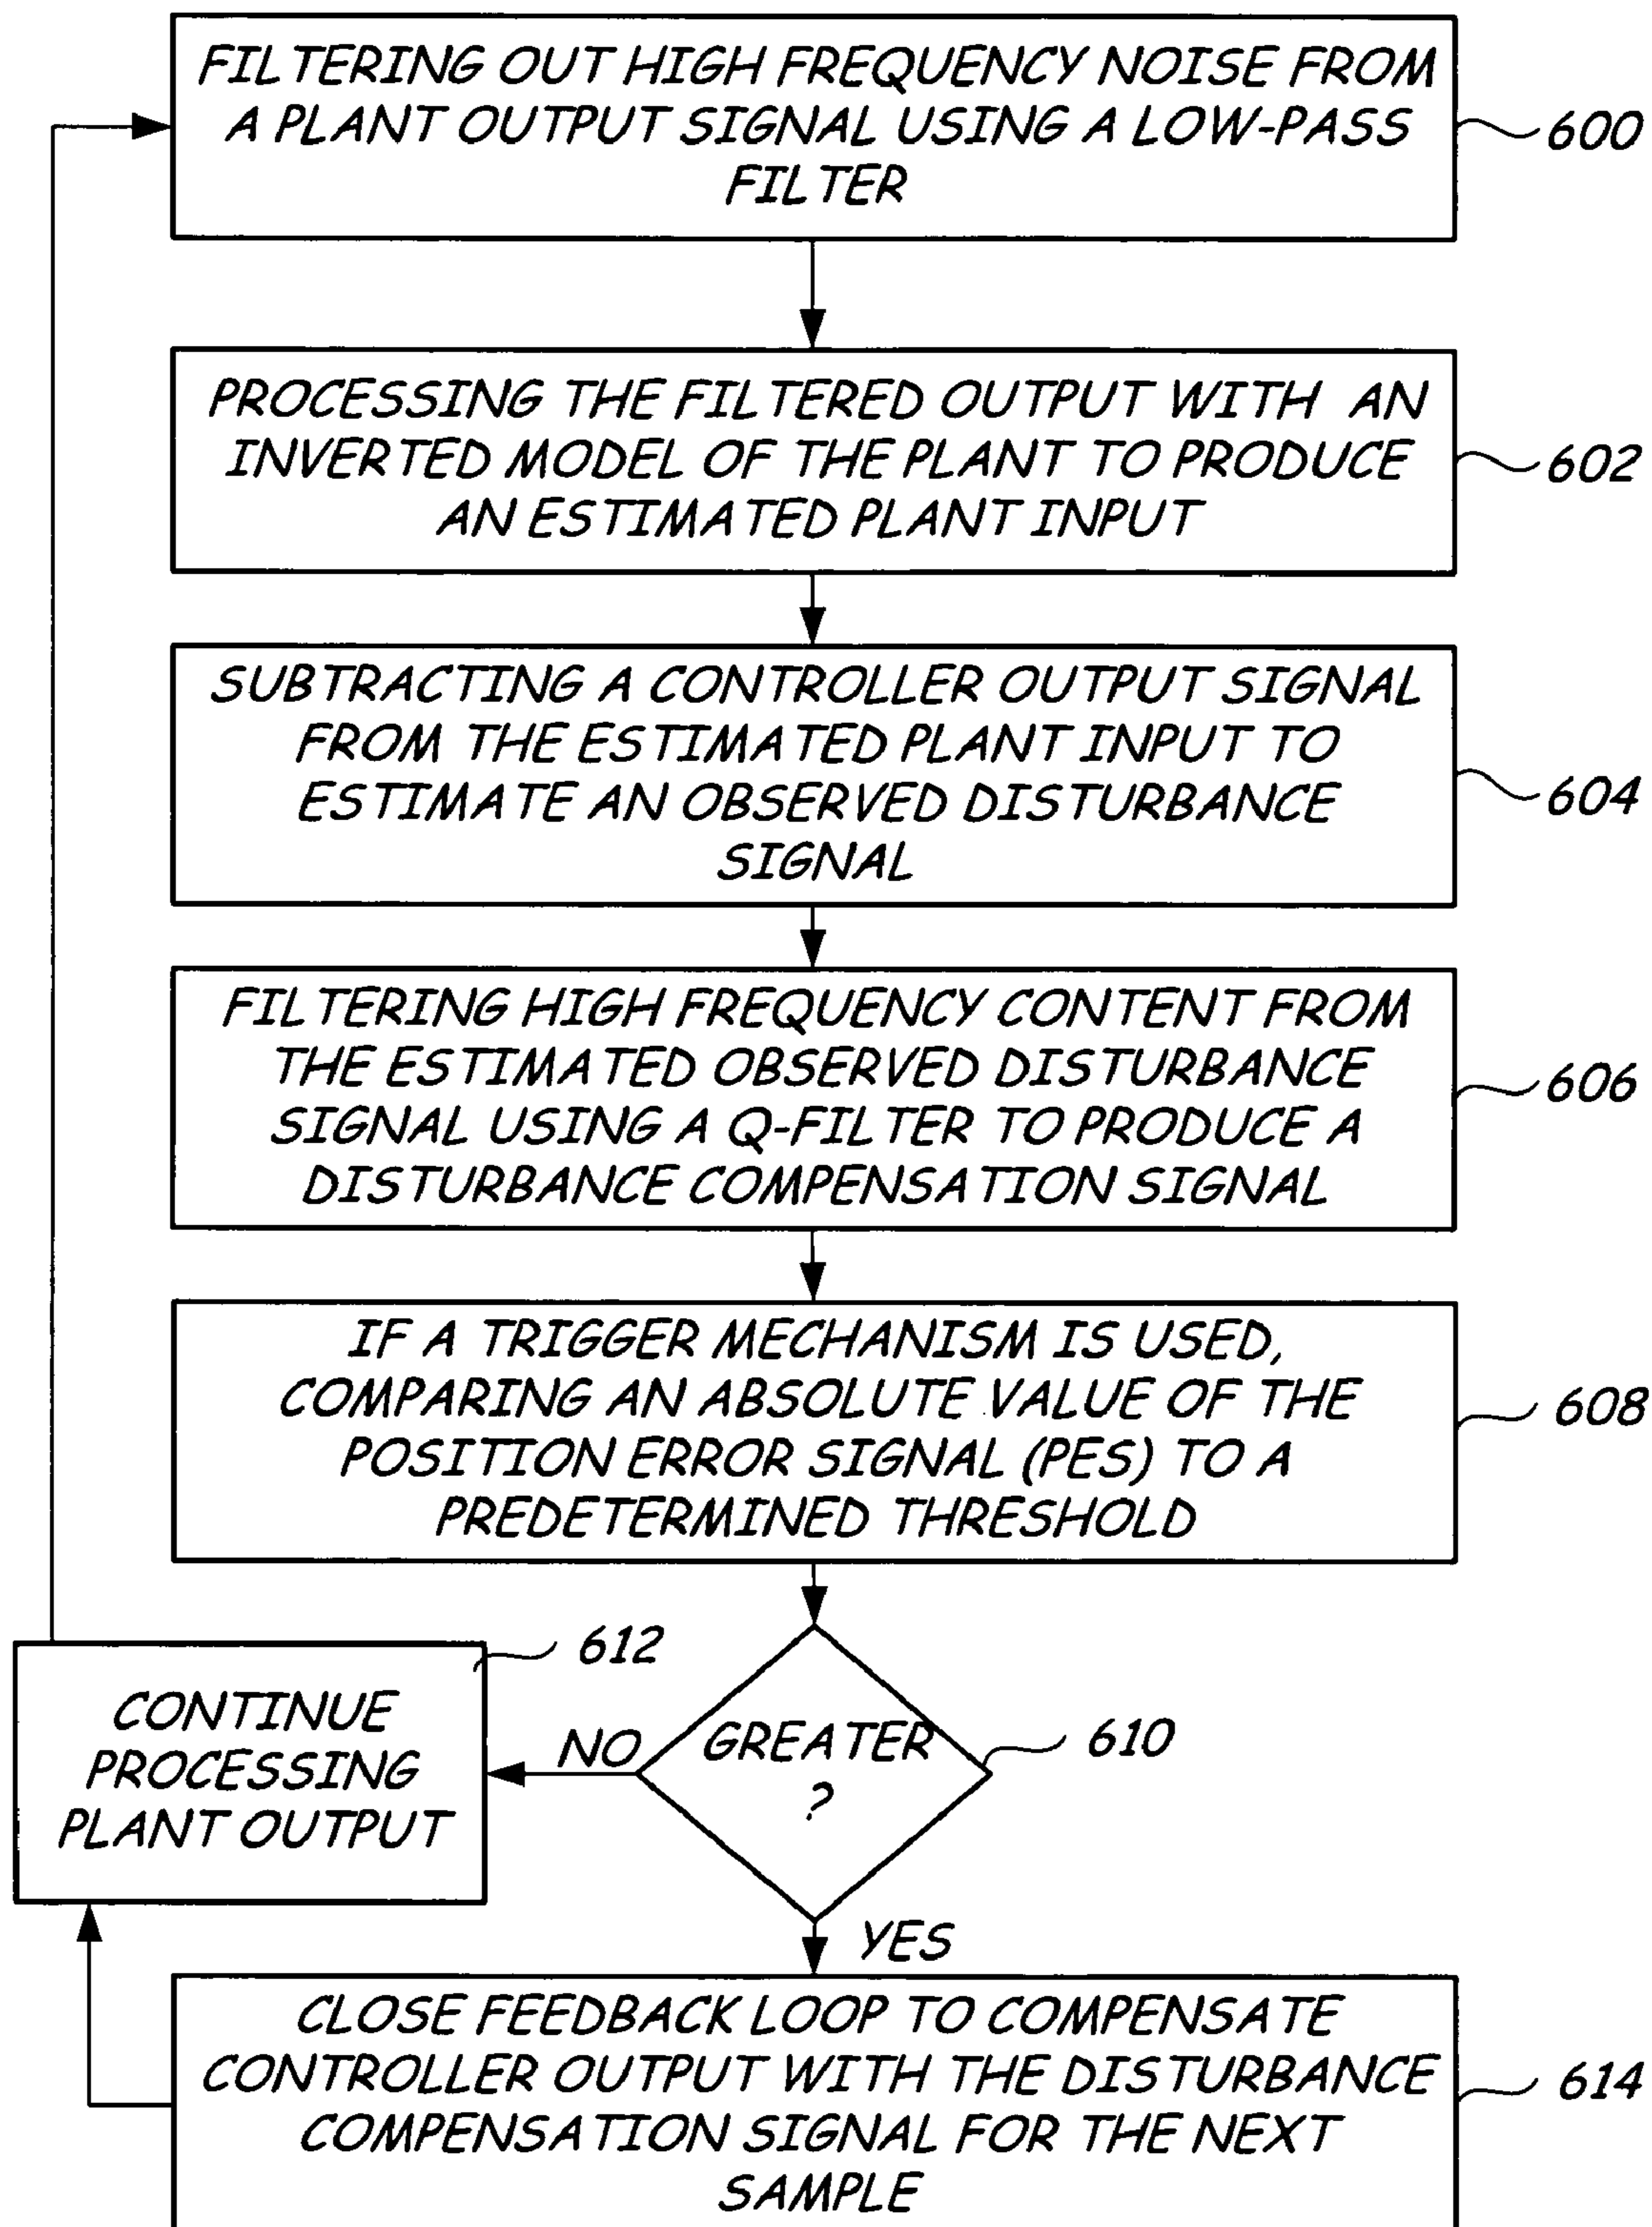 FILTERING OUT HIGH FREQUENCY NOISE FROM
A PLANT OUTPUT SIGNAL USING A LOW-PASS
FILTER
600
PROCESSING THE FILTERED OUTPUT WITH AN
INVERTED MODEL OF THE PLANT TO PRODUCE
AN ESTIMATED PLANT INPUT
602
SUBTRACTING A CONTROLLER OUTPUT SIGNAL
FROM THE ESTIMATED PLANT INPUT TO
ESTIMATE AN OBSERVED DISTURBANCE
SIGNAL
604
FILTERING HIGH FREQUENCY CONTENT FROM
THE ESTIMATED OBSERVED DISTURBANCE
SIGNAL USING A Q-FILTER TO PRODUCE A
DISTURBANCE COMPENSATION SIGNAL
606
IF A TRIGGER MECHANISM IS USED,
COMPARING AN ABSOLUTE VALUE OF THE
POSITION ERROR SIGNAL (PES) TO A
PREDETERMINED THRESHOLD
608
GREATER
?
610
NO
612
CONTINUE
PROCESSING
PLANT OUTPUT
YES
CLOSE FEEDBACK LOOP TO COMPENSATE
CONTROLLER OUTPUT WITH THE DISTURBANCE
COMPENSATION SIGNAL FOR THE NEXT
SAMPLE
614